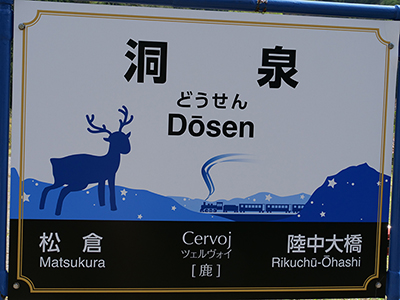 洞泉
どうせん
Dōsen
松倉
Matsukura
Cervoj
ツェルヴォイ
[鹿]
陸中大橋
Rikuchū-Ōhashi